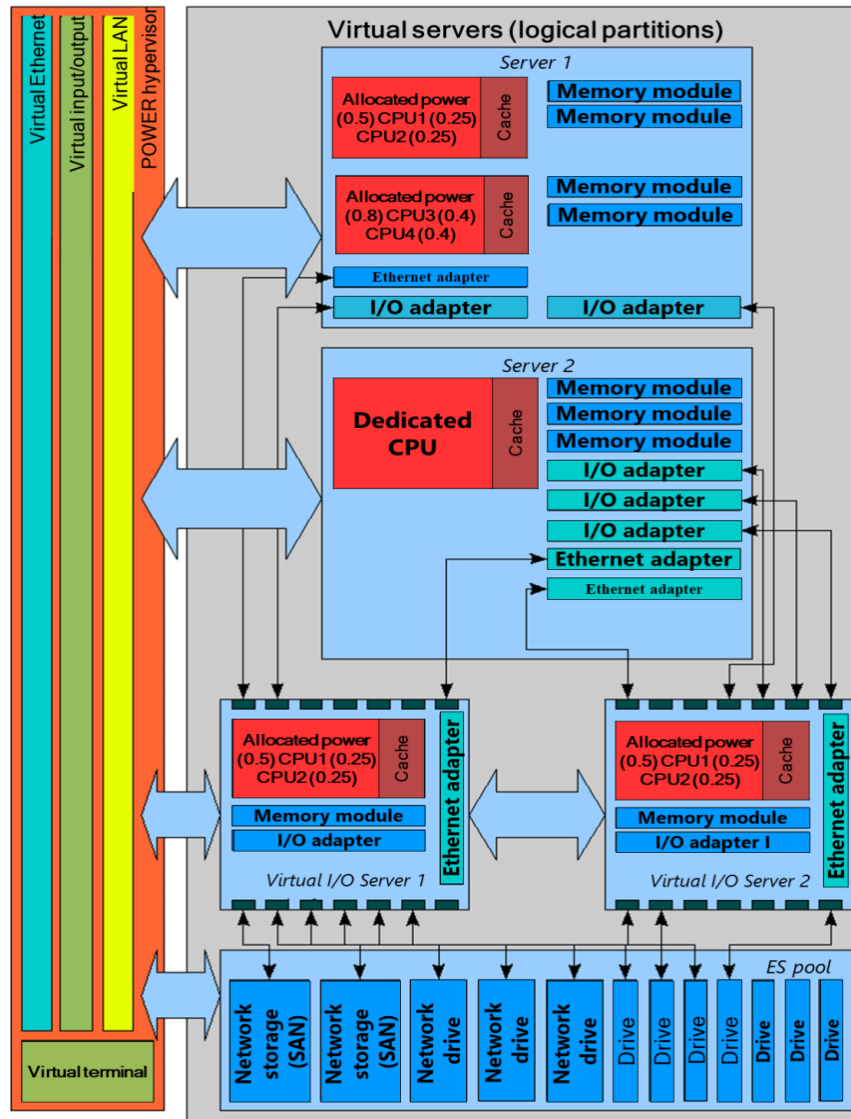 Virtual Ethernet
Virtual input/output
Virtual LAN
POWER hypervisor
Virtual terminal
Virtual servers (logical partitions)
Server 1
Allocated power
(0.5) CPU1 (0.25)
CPU2 (0.25)
Cache
Memory module
Memory module
Allocated power
(0.8) CPU3 (0.4)
CPU4 (0.4)
Cache
Memory module
Memory module
Ethernet adapter
I/O adapter
I/O adapter
Server 2
Dedicated
CPU
Cache
Memory module
Memory module
Memory module
I/O adapter
I/O adapter
I/O adapter
Ethernet adapter
Ethernet adapter
Allocated power
(0.5) CPU1 (0.25)
CPU2 (0.25)
Cache
Memory module
I/O adapter
Ethernet adapter
Virtual I/O Server 1
Allocated power
(0.5) CPU1 (0.25)
CPU2 (0.25)
Cache
Memory module
I/O adapter I
Ethernet adapter
Virtual I/O Server 2
ES pool
Network
storage
(SAN)
Network
storage
(SAN)
Network
drive
Network
drive
Network
drive
Drive
Drive
Drive
Drive
Drive
Drive
Drive